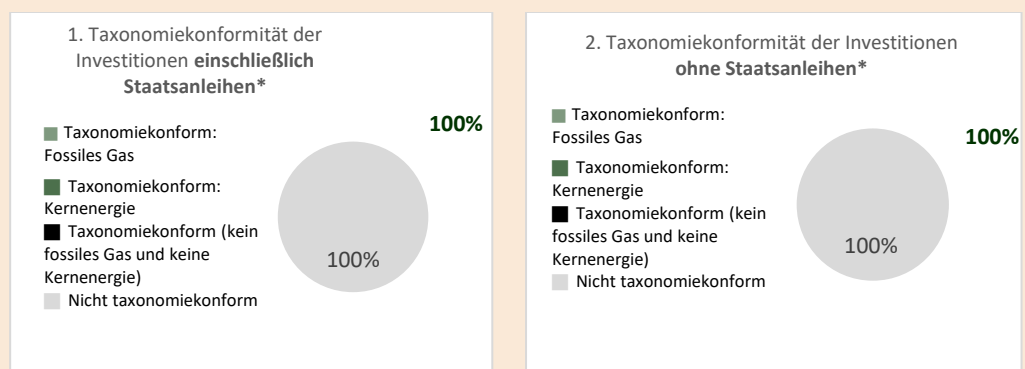 1. Taxonomiekonformität der
Investitionen einschließlich
Staatsanleihen*
100%
Taxonomiekonform:
Fossiles Gas
Taxonomiekonform:
Kernenergie
Taxonomiekonform (kein
fossiles Gas und keine
Kernenergie)
Nicht taxonomiekonform
100%
2. Taxonomiekonformität der Investitionen
ohne Staatsanleihen*
100%
Taxonomiekonform:
Fossiles Gas
Taxonomiekonform:
Kernenergie
Taxonomiekonform (kein
fossiles Gas und keine
Kernenergie)
Nicht taxonomiekonform
100%